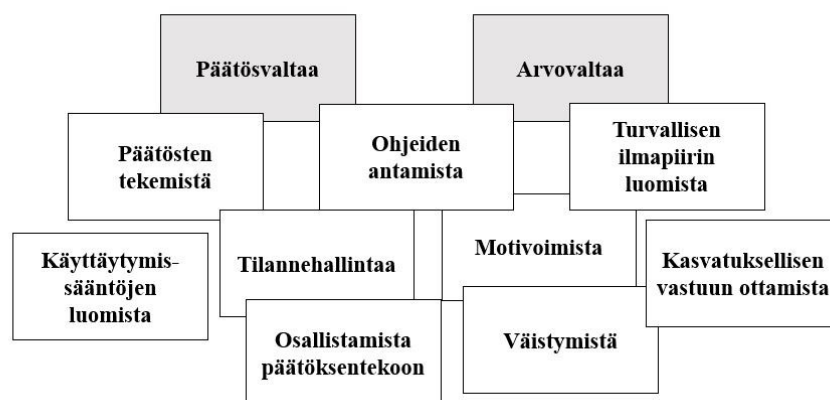 Päätösvaltaa
Arvovaltaa
Päätösten
tekemistä
Ohjeiden
antamista
Turvallisen
ilmapiirin
luomista
Käyttäytymis-
sääntöjen
luomista
Tilannehallintaa
Motivoimista
Kasvatuksellisen
vastuun ottamista
Osallistamista
päätöksentekoon
Väistymistä